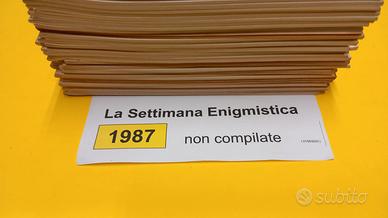 La Settimana Enigmistica
1987 non compilate
subito